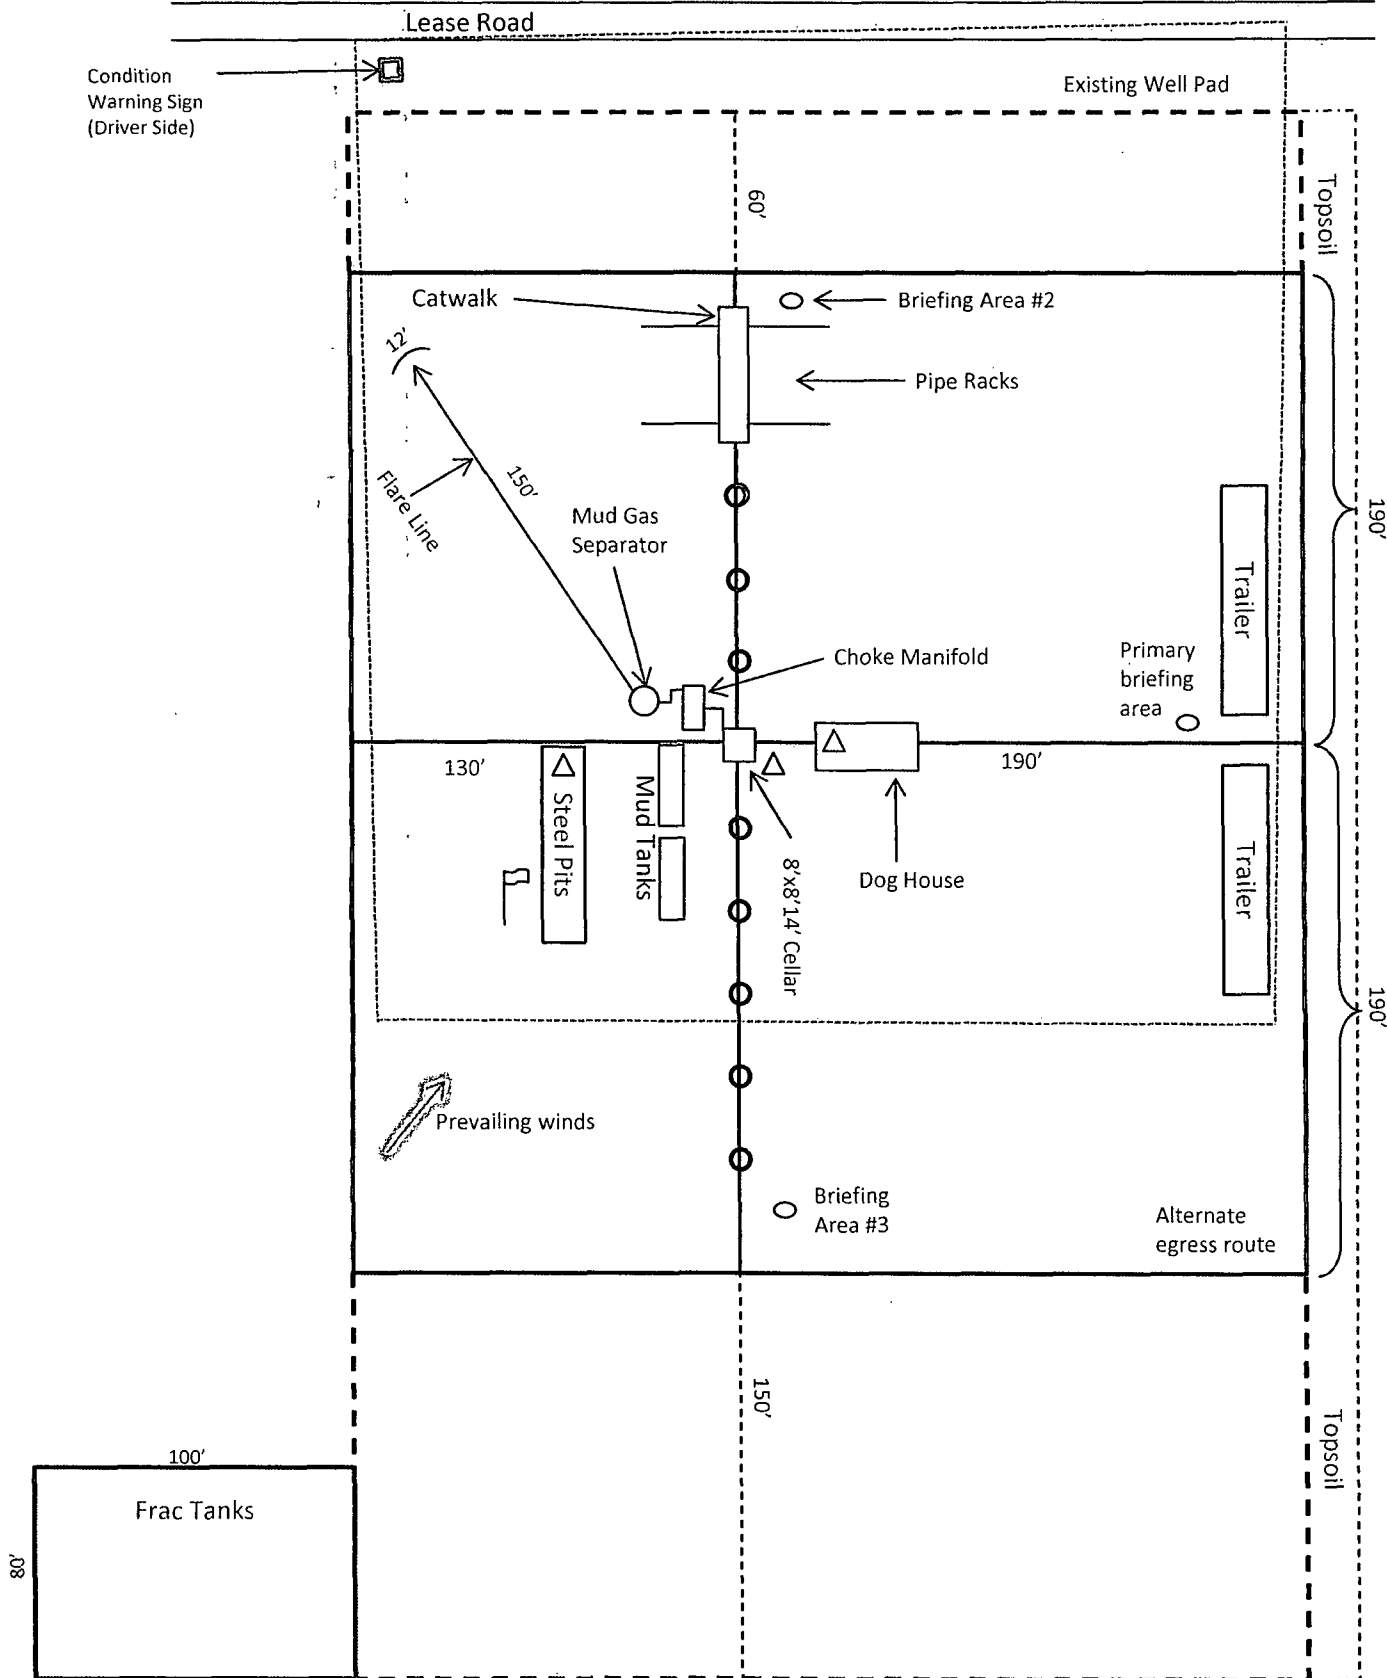 Lease Road
Condition
Warning Sign
(Driver Side)
Existing Well Pad
Topsoil
60'
Catwalk
Briefing Area #2
12'
Pipe Racks
150'
Flare Line
190'
Mud Gas
Separator
Trailer
Choke Manifold
Primary
briefing
area
130'
190'
Steel Pits
Mud Tanks
8'x8'14' Cellar
Dog House
Trailer
190'
Prevailing winds
Briefing
Area #3
Alternate
egress route
150'
Topsoil
100'
Frac Tanks
80'